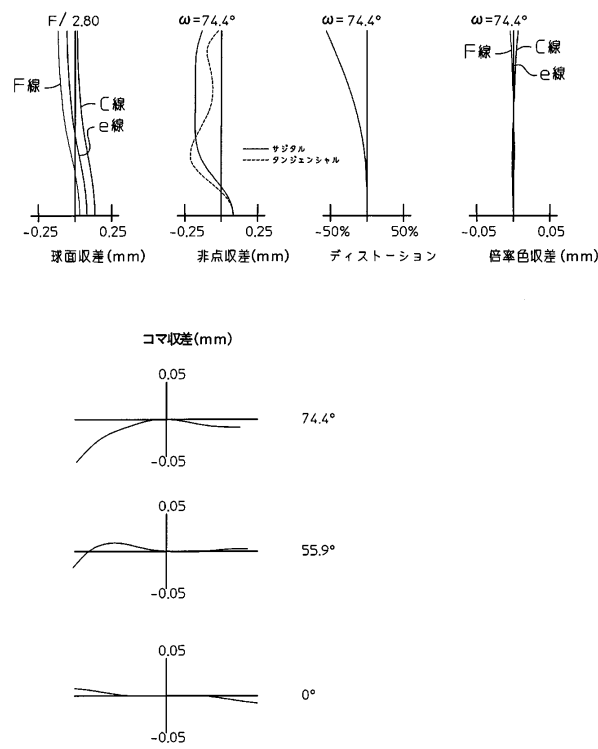 F/ 2.80
ω=74.4°
ω=74.4°
ω=74.4°
F線
C線
e線
サジタル
タンジェンシャル
F線
C線
e線
-0.25
0.25
球面収差(mm)
-0.25
0.25
非点収差(mm)
-50%
50%
ディストーション
-0.05
0.05
倍率色収差(mm)
コマ収差(mm)
0.05
74.4°
-0.05
0.05
55.9°
-0.05
0.05
0°
-0.05